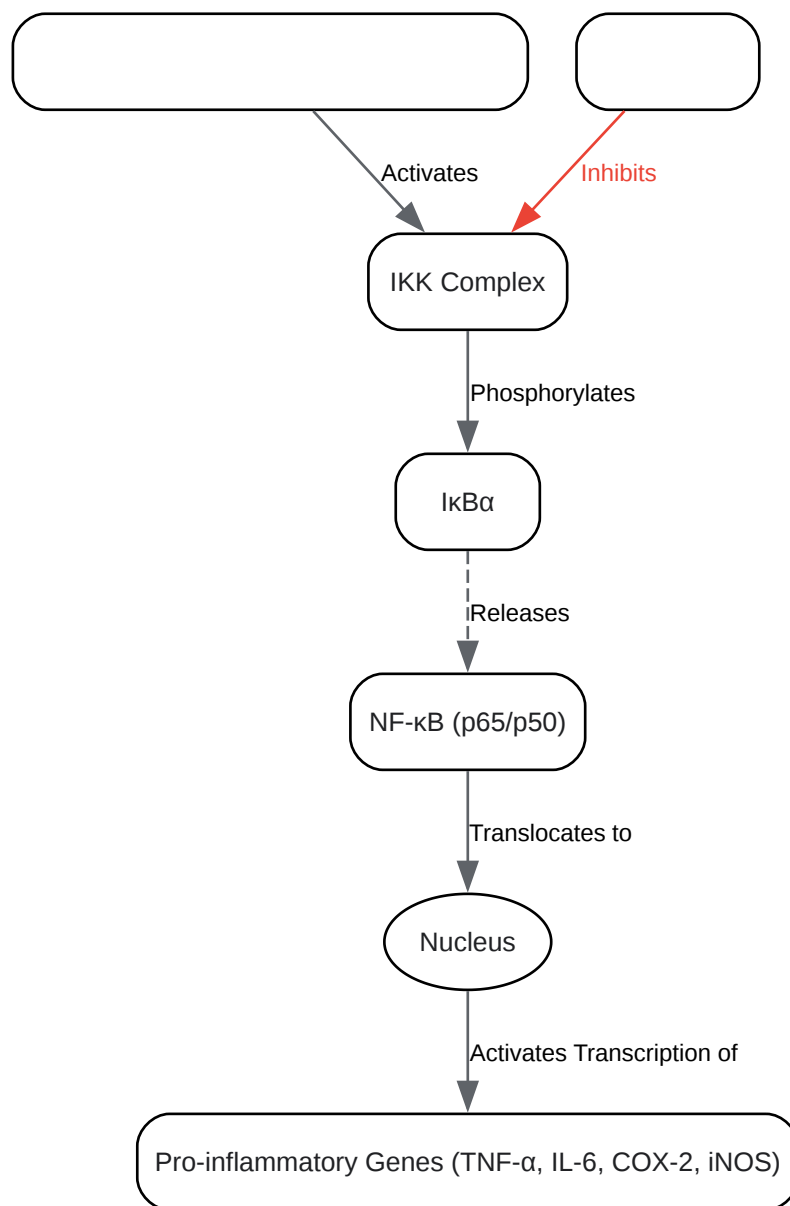 Activates
Inhibits
IKK Complex
Phosphorylates
IκBα
Releases
NF-κB (p65/p50)
Translocates to
Nucleus
Activates Transcription of
Pro-inflammatory Genes (TNF-α, IL-6, COX-2, iNOS)